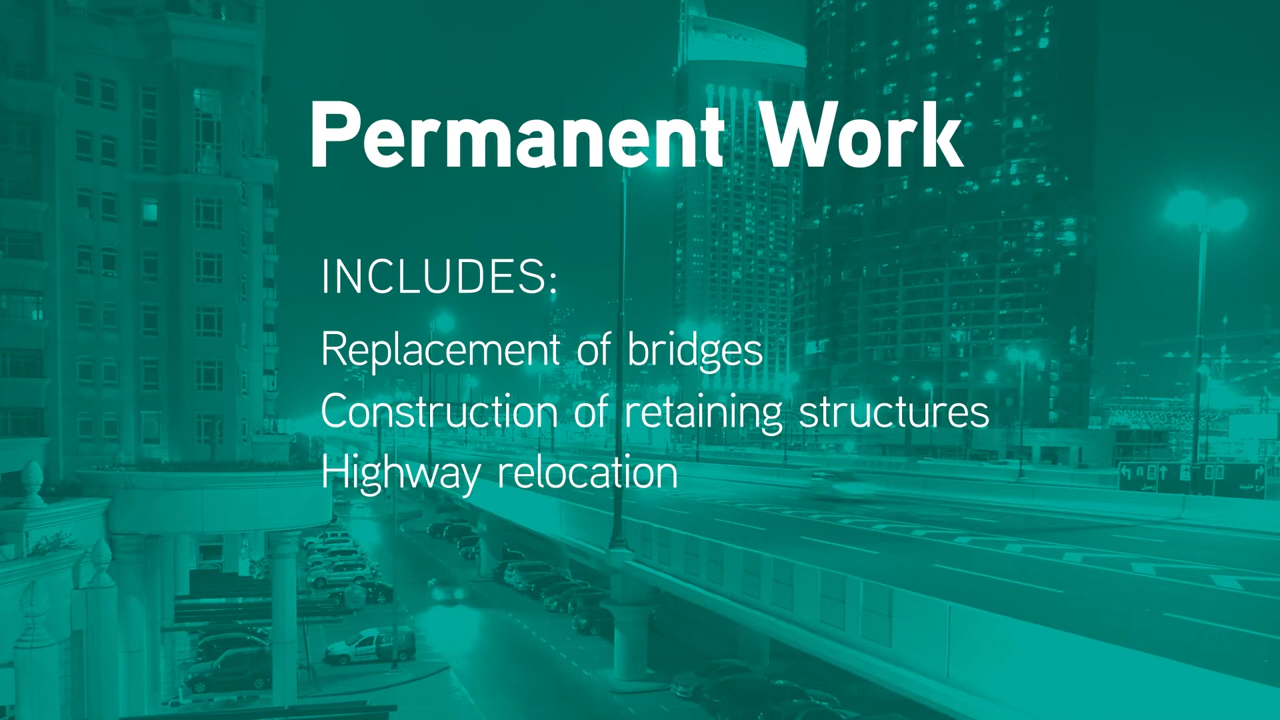 Permanent Work
INCLUDES:
Replacement of bridges
Construction of retaining structures
Highway relocation